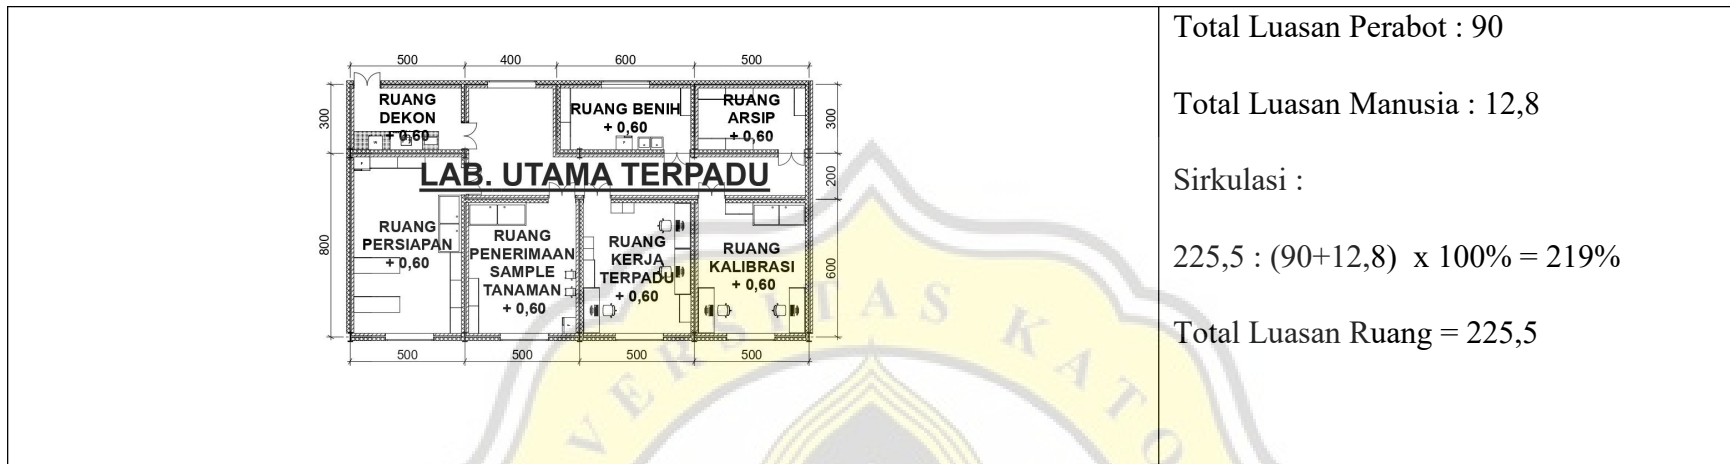 500 400 600 500
300
RUANG
DEKON
+ 0,60
RUANG BENIH
+ 0,60
RUANG
ARSIP
+ 0,60
300
LAB. UTAMA TERPADU
200
800
RUANG
PERSIAPAN
+ 0,60
RUANG
PENERIMAAN
SAMPLE
TANAMAN
+ 0,60
RUANG
KERJA
TERPADU
+ 0,60
RUANG
KALIBRASI
+ 0,60
600
500 500 500 500
Total Luasan Perabot : 90
Total Luasan Manusia : 12,8
Sirkulasi :
225,5 : (90+12,8) x 100% = 219%
Total Luasan Ruang = 225,5
VERSITAS KATO